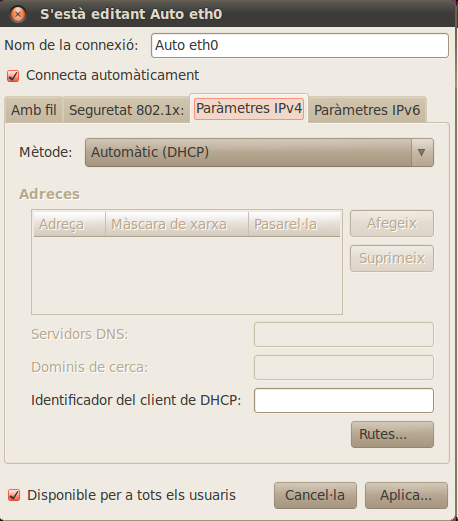 S'està editant Auto eth0
Nom de la connexió: Auto eth0
Connecta automàticament
Amb fil Seguretat 802.1x: Paràmetres IPv4 Paràmetres IPv6
Mètode: Automàtic (DHCP)
Adreces
Adreça Màscara de xarxa Pasarel·la Afegeix
Suprimeix
Servidors DNS:
Dominis de cerca:
Identificador del client de DHCP:
Rutes...
Disponible per a tots els usuaris Cancel·la Aplica...